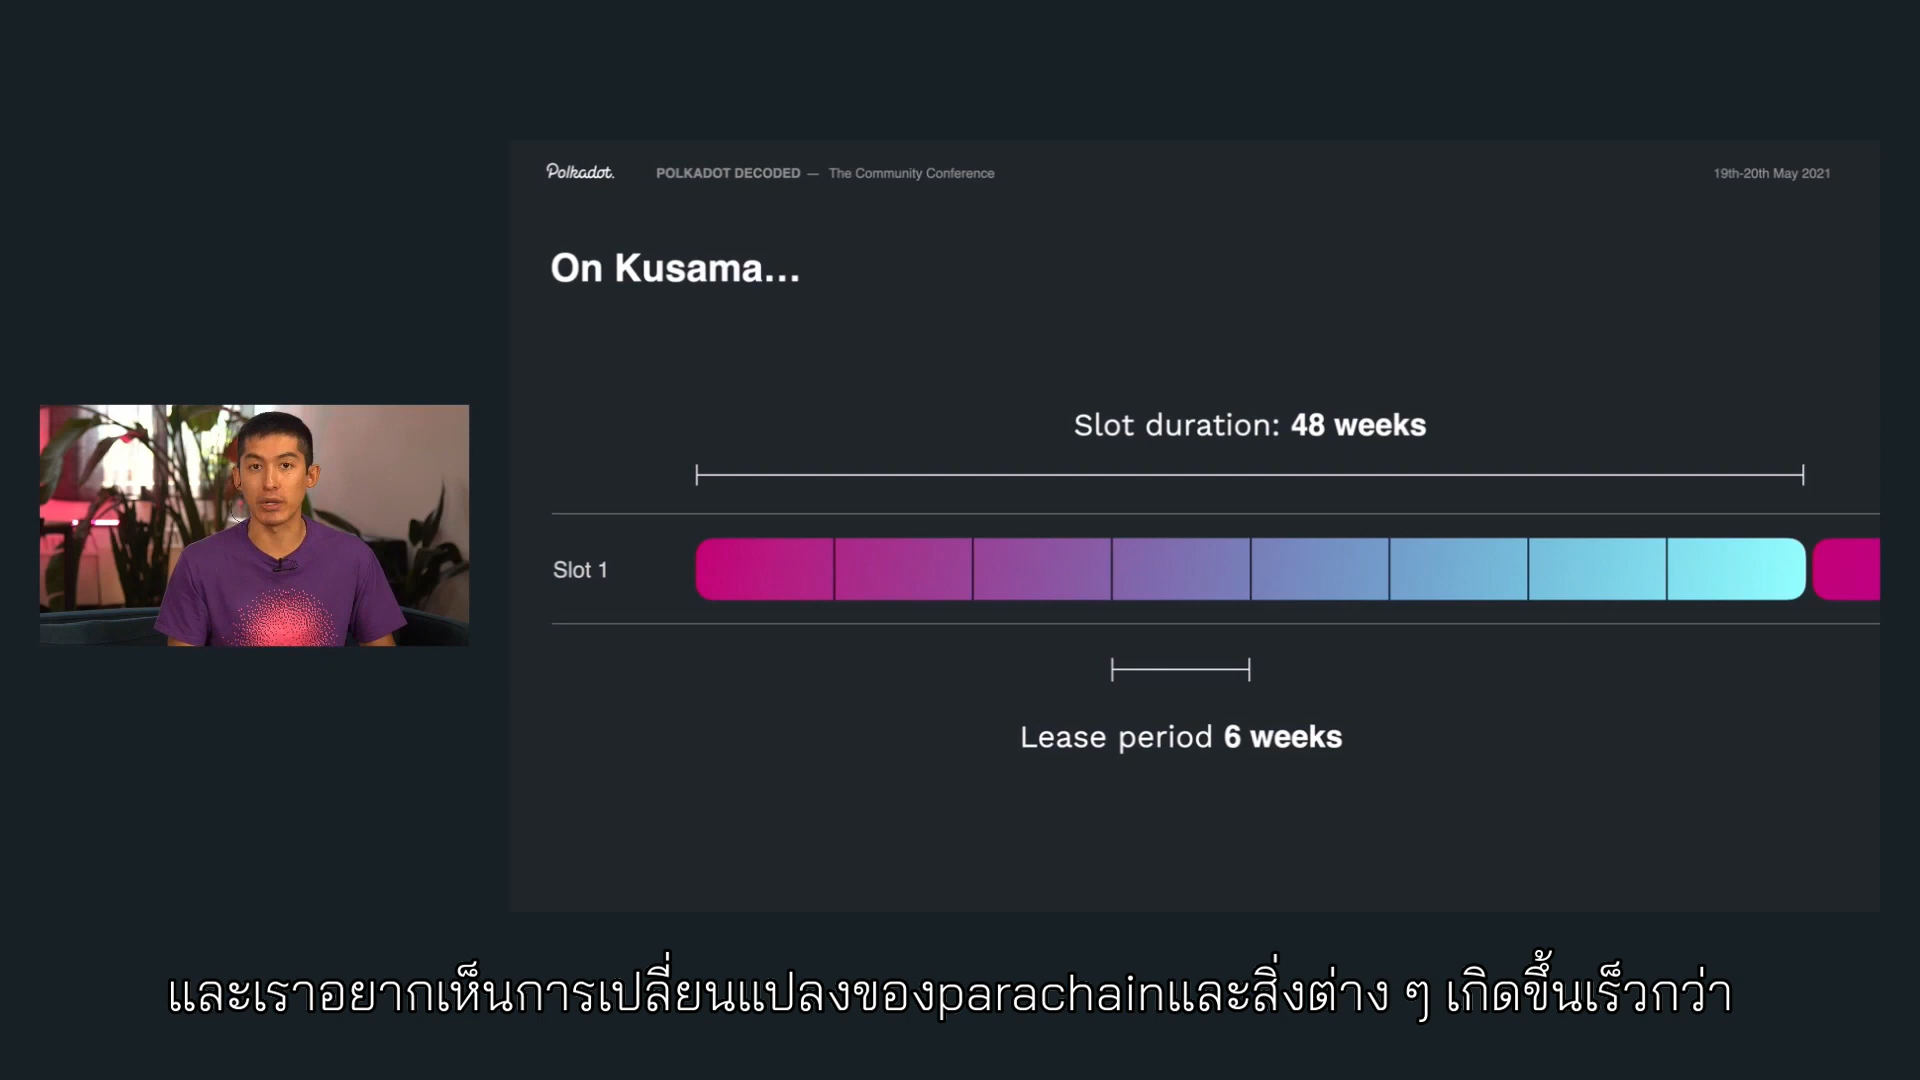 Polkadot. POLKADOT DECODED — The Community Conference 19th-20th May 2021
On Kusama...
Slot duration: 48 weeks
Slot 1
Lease period 6 weeks
และเราอยากเห็นการเปลี่ยนแปลงของparachainและสิ่งต่าง ๆ เกิดขึ้นเร็วกว่า